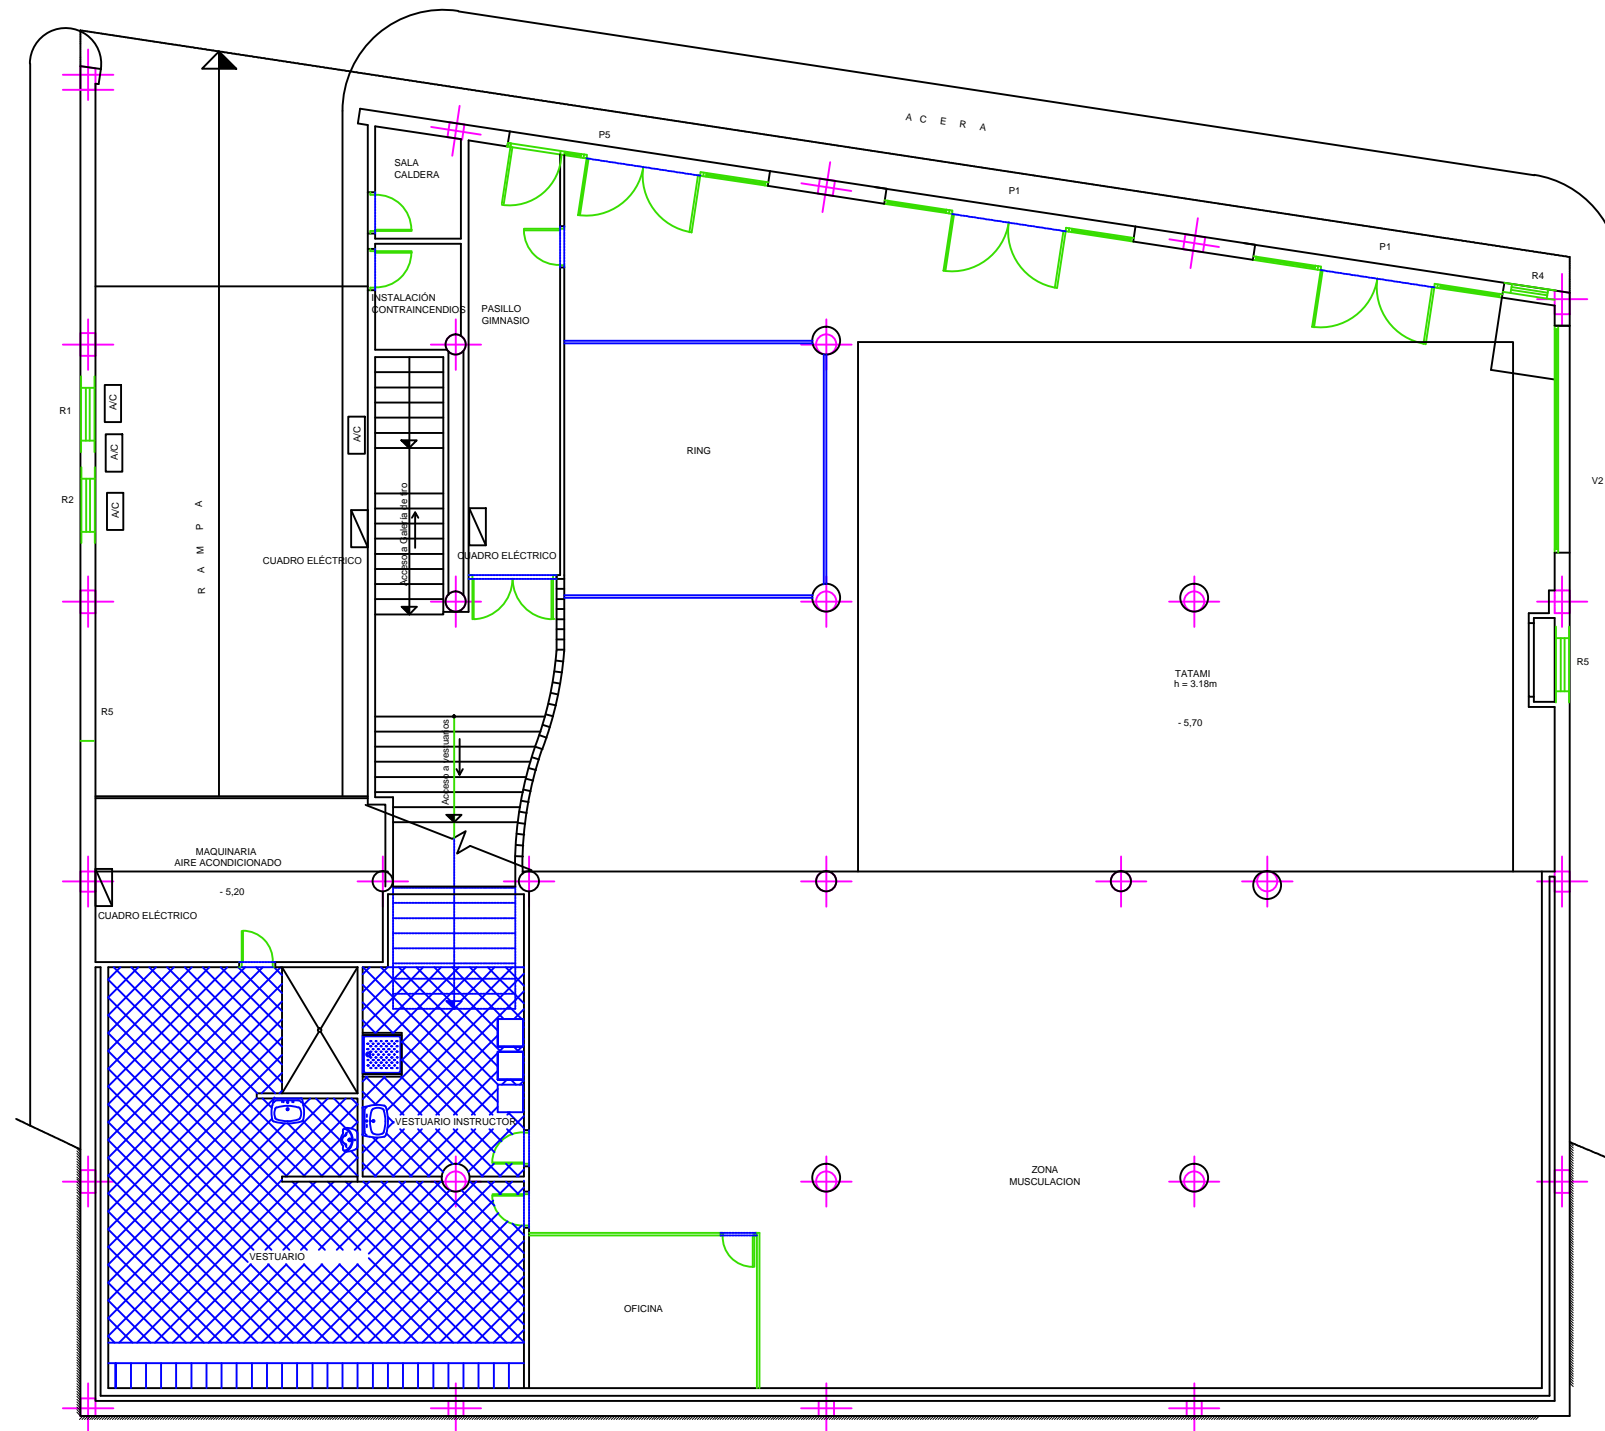 A C E R A
P5
SALA
CALDERA
P1
P1
R4
INSTALACIÓN
CONTRAINCENDIOS
PASILLO
GIMNASIO
R1
A/C
A/C
A/C
A/C
R2
RING
V2
R A M P A
CUADRO ELÉCTRICO
Acceso a Galería de tiro
CUADRO ELÉCTRICO
R5
TATAMI
h = 3.18m
- 5,70
R5
Acceso a vestuarios
MAQUINARIA
AIRE ACONDICIONADO
- 5,20
CUADRO ELÉCTRICO
VESTUARIO INSTRUCTOR
ZONA
MUSCULACION
VESTUARIO
OFICINA